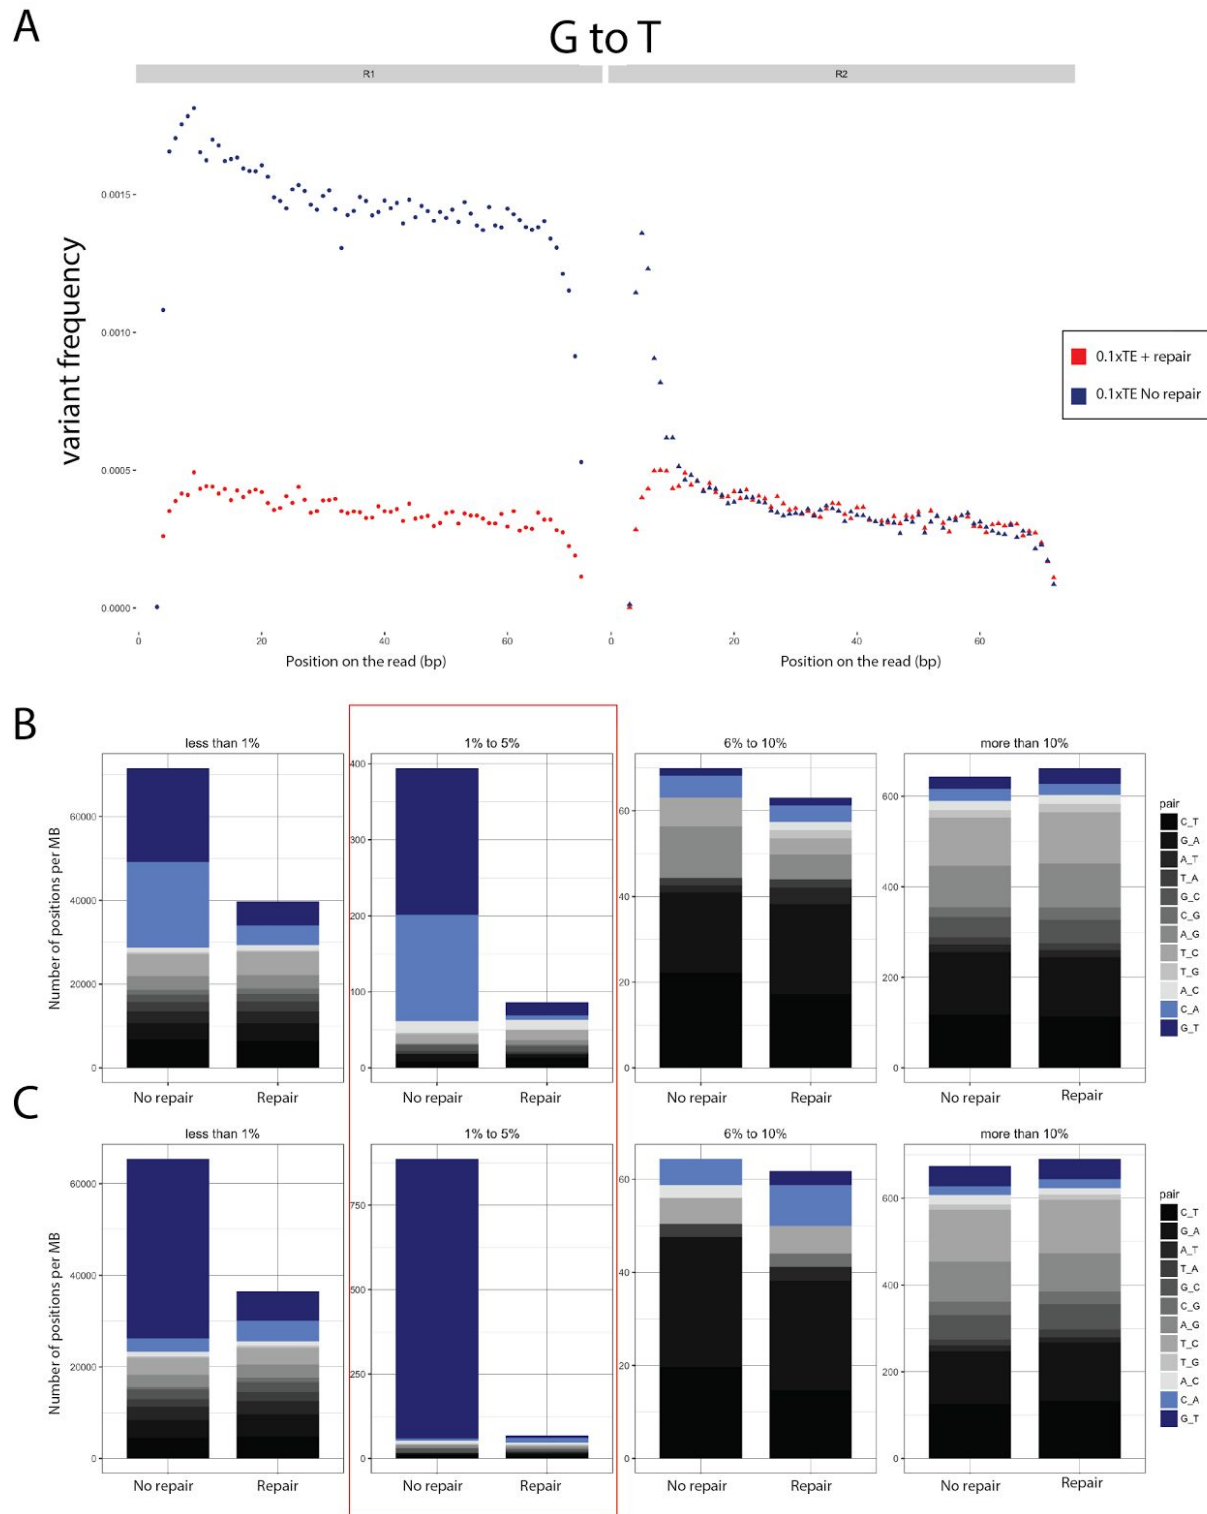 A
G to T
R1
R2
variant frequency
0.0015
0.0010
0.0005
0.0000
0
20
40
60
0
20
40
60
Position on the read (bp)
Position on the read (bp)
0.1xTE + repair
0.1xTE No repair
B
less than 1%
1% to 5%
6% to 10%
more than 10%
Number of positions per MB
60000
40000
20000
0
400
300
200
100
0
60
40
20
0
600
400
200
0
No repair
Repair
No repair
Repair
No repair
Repair
No repair
Repair
pair
C_T
G_A
A_T
T_A
G_C
C_G
A_G
T_C
T_G
A_C
C_A
G_T
C
less than 1%
1% to 5%
6% to 10%
more than 10%
Number of positions per MB
60000
40000
20000
0
750
500
250
0
60
40
20
0
600
400
200
0
No repair
Repair
No repair
Repair
No repair
Repair
No repair
Repair
pair
C_T
G_A
A_T
T_A
G_C
C_G
A_G
T_C
T_G
A_C
C_A
G_T